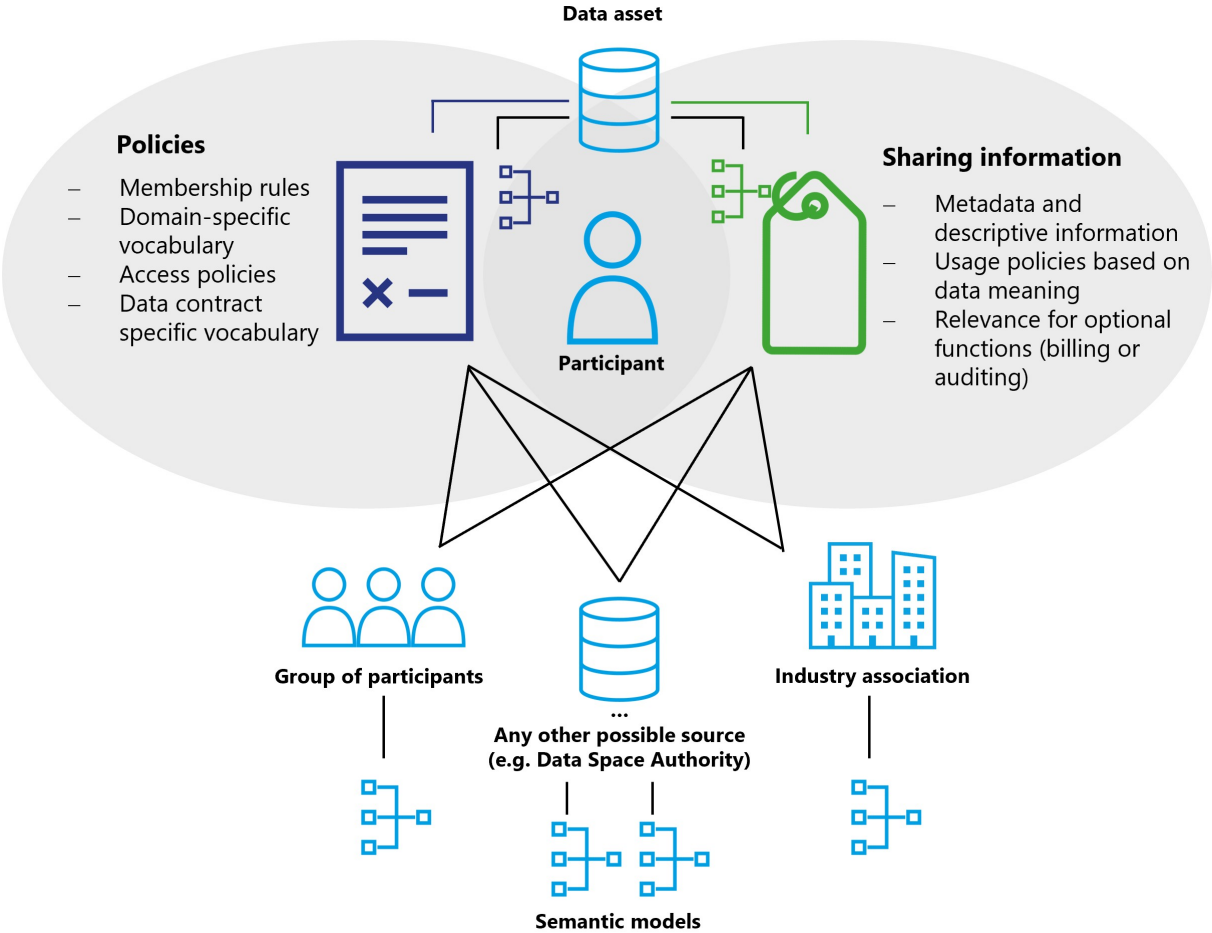 Data asset
Policies
– Membership rules
– Domain-specific
vocabulary
– Access policies
– Data contract
specific vocabulary
Participant
Sharing information
– Metadata and
descriptive information
– Usage policies based on
data meaning
– Relevance for optional
functions (billing or
auditing)
Group of participants
...
Any other possible source
(e.g. Data Space Authority)
Industry association
Semantic models